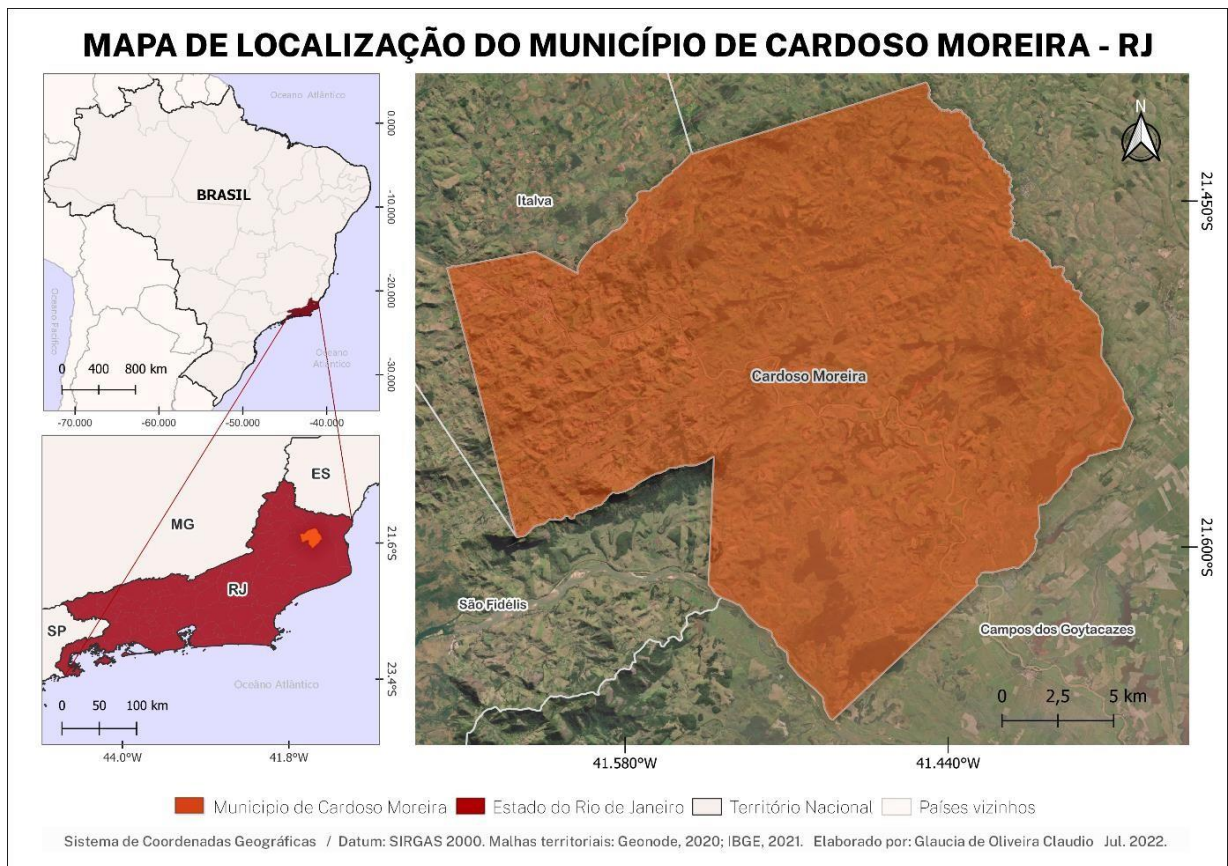 MAPA DE LOCALIZAÇÃO DO MUNICÍPIO DE CARDOSO MOREIRA - RJ
Oceano Atlântico
BRASIL
Oceano Pacífico
Oceano
Atlântico
0 400 800 km
0.000
-10.000
-20.000
-30.000
-70.000 -60.000 -50.000 -40.000
ES
MG
RJ
SP
Oceâno Atlântico
0 50 100 km
21.6°S
23.4°S
44.0°W 41.8°W
N
Italva
Cardoso Moreira
São Fidélis
Campos dos Goytacazes
0 2,5 5 km
21.450°S
21.600°S
41.580°W 41.440°W
Municipio de Cardoso Moreira Estado do Rio de Janeiro Território Nacional Países vizinhos
Sistema de Coordenadas Geográficas / Datum: SIRGAS 2000. Malhas territoriais: Geonode, 2020; IBGE, 2021. Elaborado por: Glaucia de Oliveira Claudio Jul. 2022.